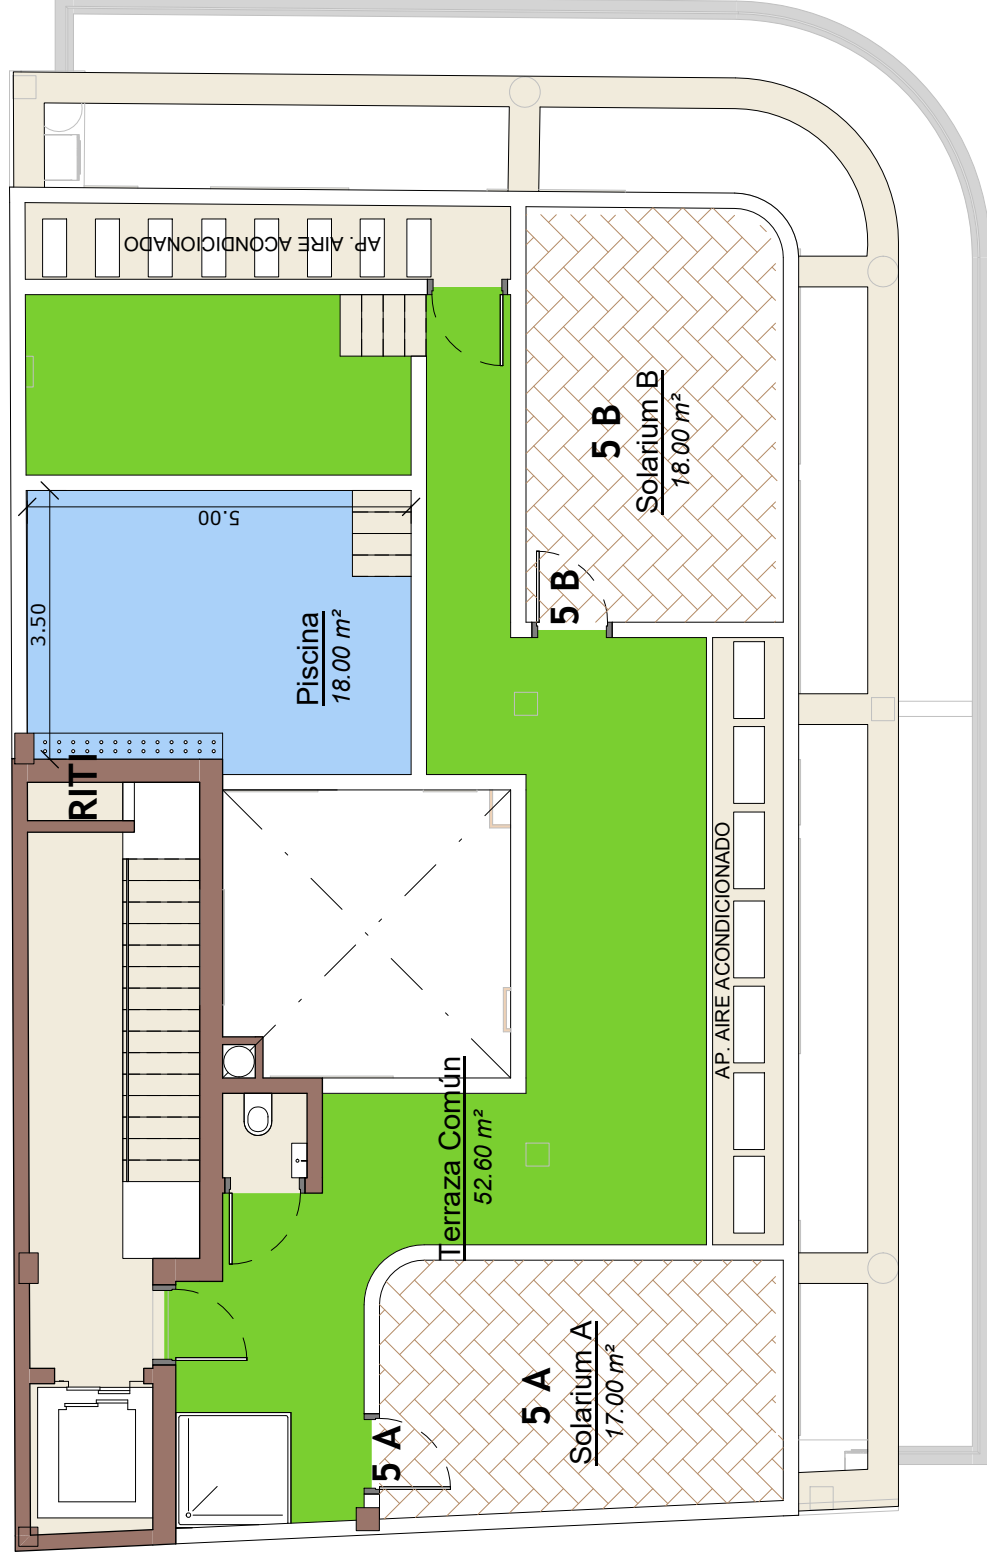 AP. AIRE ACONDICIONADO
5 B
Solarium B
18.00 m²
5.00
3.50
5 B
Piscina
18.00 m²
RITI
AP. AIRE ACONDICIONADO
Terraza Común
52.60 m²
5 A
Solarium A
17.00 m²
5 A